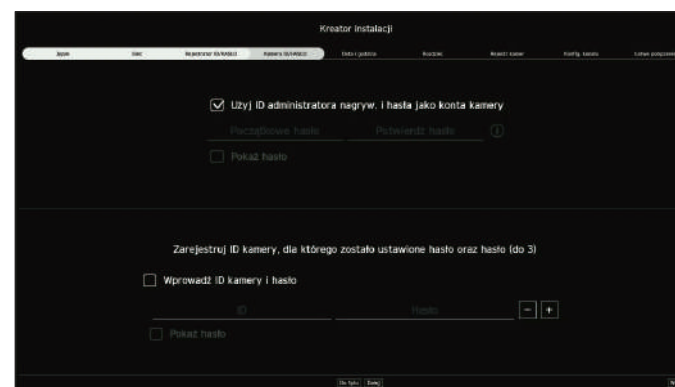 Kreator Instalacji
Język Sieć Rejestrator ID/HASŁO Kamera ID/HASŁO Data i godzina Rejestr kamer Konfig. kanału
Użyj ID administratora nagryw. i hasła jako konta kamery
Początkowe hasło Potwierdź hasło
Pokaż hasło
Zarejestruj ID kamery, dla którego zostało ustawione hasło oraz hasło (do 3)
Wprowadź ID kamery i hasło
ID Hasło
Pokaż hasło
Do tyłu Dalej